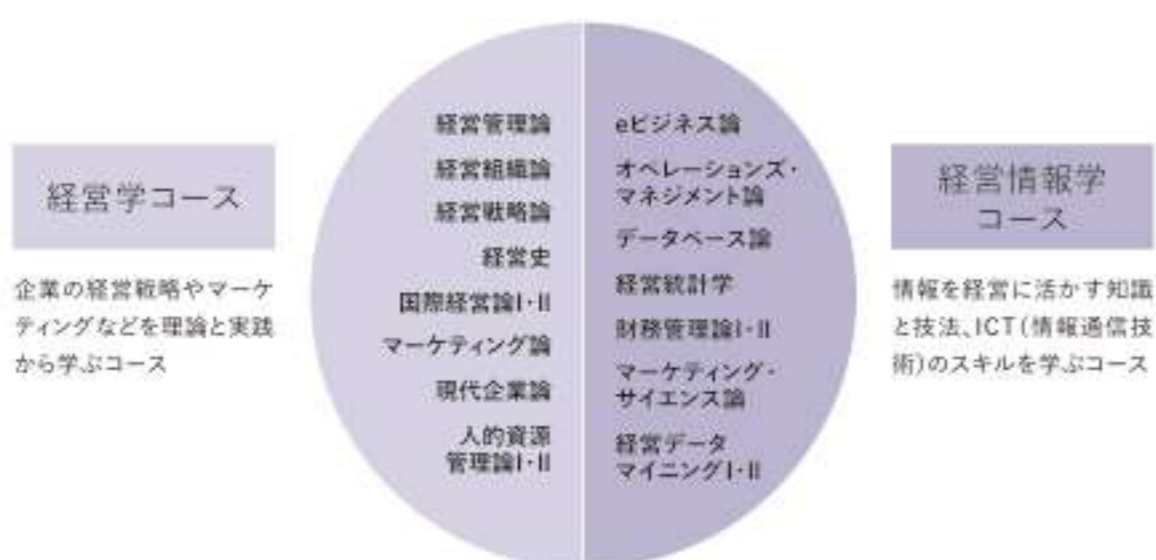 経営学コース
企業の経営戦略やマーケ
ティングなどを理論と実践
から学ぶコース
経営管理論
経営組織論
経営戦略論
経営史
国際経営論I・II
マーケティング論
現代企業論
人的資源
管理論I・II
eビジネス論
オペレーションズ・
マネジメント論
データベース論
経営統計学
財務管理論I・II
マーケティング・
サイエンス論
経営データ
マイニングI・II
経営情報学
コース
情報を経営に活かす知識
と技法、ICT(情報通信技
術)のスキルを学ぶコース